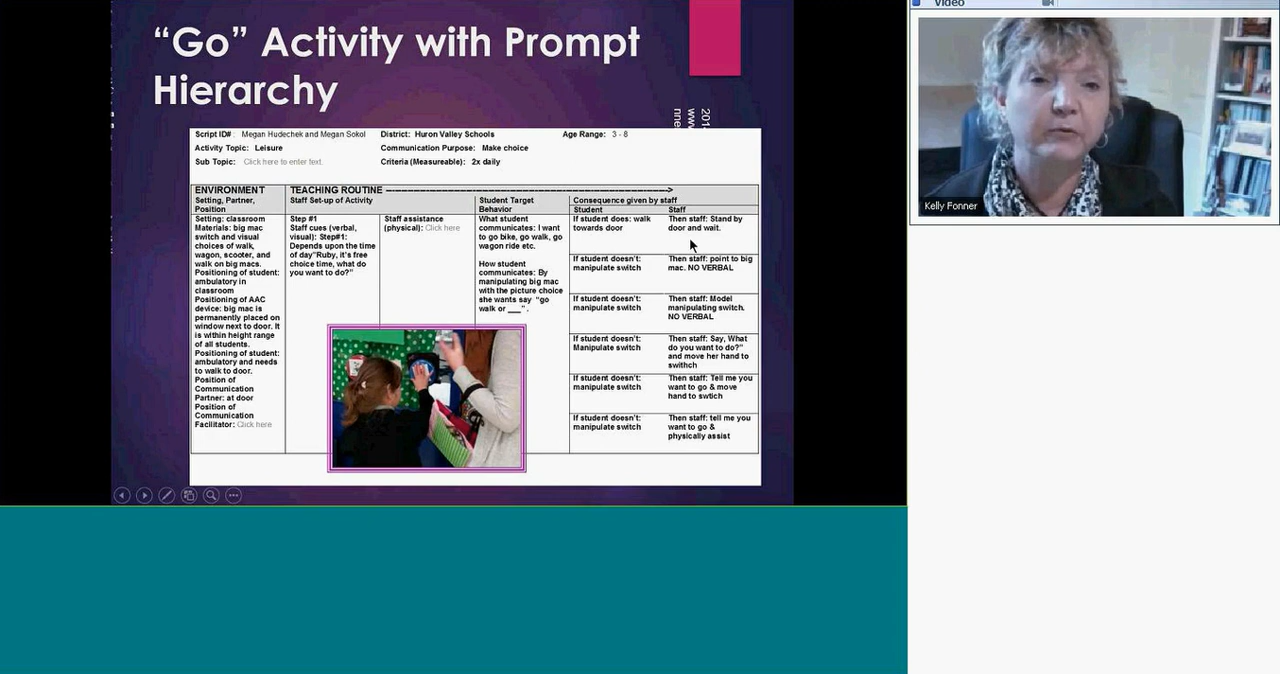 Video
“Go” Activity with Prompt
Hierarchy
201
www
nne
Kelly Fonner
Script ID#: Megan Hudechek and Megan Sokol District: Huron Valley Schools Age Range: 3 - 8
Activity Topic: Leisure Communication Purpose: Make choice
Sub Topic: Click here to enter text. Criteria (Measureable): 2x daily
ENVIRONMENT
Setting, Partner,
Position
TEACHING ROUTINE
Staff Set-up of Activity
Student Target
Behavior
Consequence given by staff
Student Staff
Setting: classroom
Materials: big mac
switch and visual
choices of walk,
wagon, scooter, and
walk on big macs.
Positioning of student:
ambulatory in
classroom
Positioning of AAC
device: big mac is
permanently placed on
window next to door. It
is within height range
of all students.
Positioning of student:
ambulatory and needs
to walk to door.
Position of
Communication
Partner: at door
Position of
Communication
Facilitator: Click here
Step #1
Staff cues (verbal,
visual): Step#1:
Depends upon the time
of day"Ruby, it's free
choice time, what do
you want to do?"
Staff assistance
(physical): Click here
What student
communicates: I want
to go bike, go walk, go
wagon ride etc.
How student
communicates: By
manipulating big mac
with the picture choice
she wants say "go
walk or ___".
If student does: walk
towards door
Then staff: Stand by
door and wait.
If student doesn't:
manipulate switch
Then staff: point to big
mac. NO VERBAL
If student doesn't:
manipulate switch
Then staff: Model
manipulating switch.
NO VERBAL
If student doesn't:
Manipulate switch
Then staff: Say, What
do you want to do?"
and move her hand to
swithch
If student doesn't:
manipulate switch
Then staff: Tell me you
want to go & move
hand to swtich
If student doesn't:
manipulate switch
Then staff: tell me you
want to go &
physically assist